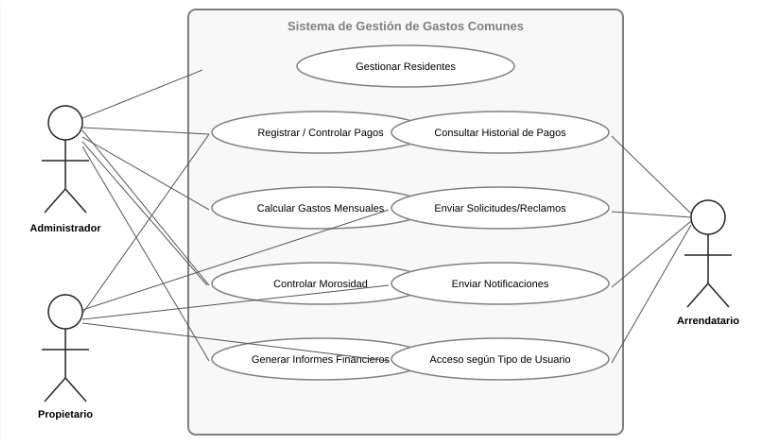 Sistema de Gestión de Gastos Comunes
Gestionar Residentes
Registrar / Controlar Pagos
Consultar Historial de Pagos
Calcular Gastos Mensuales
Enviar Solicitudes/Reclamos
Administrador
Controlar Morosidad
Enviar Notificaciones
Arrendatario
Generar Informes Financieros
Acceso según Tipo de Usuario
Propietario